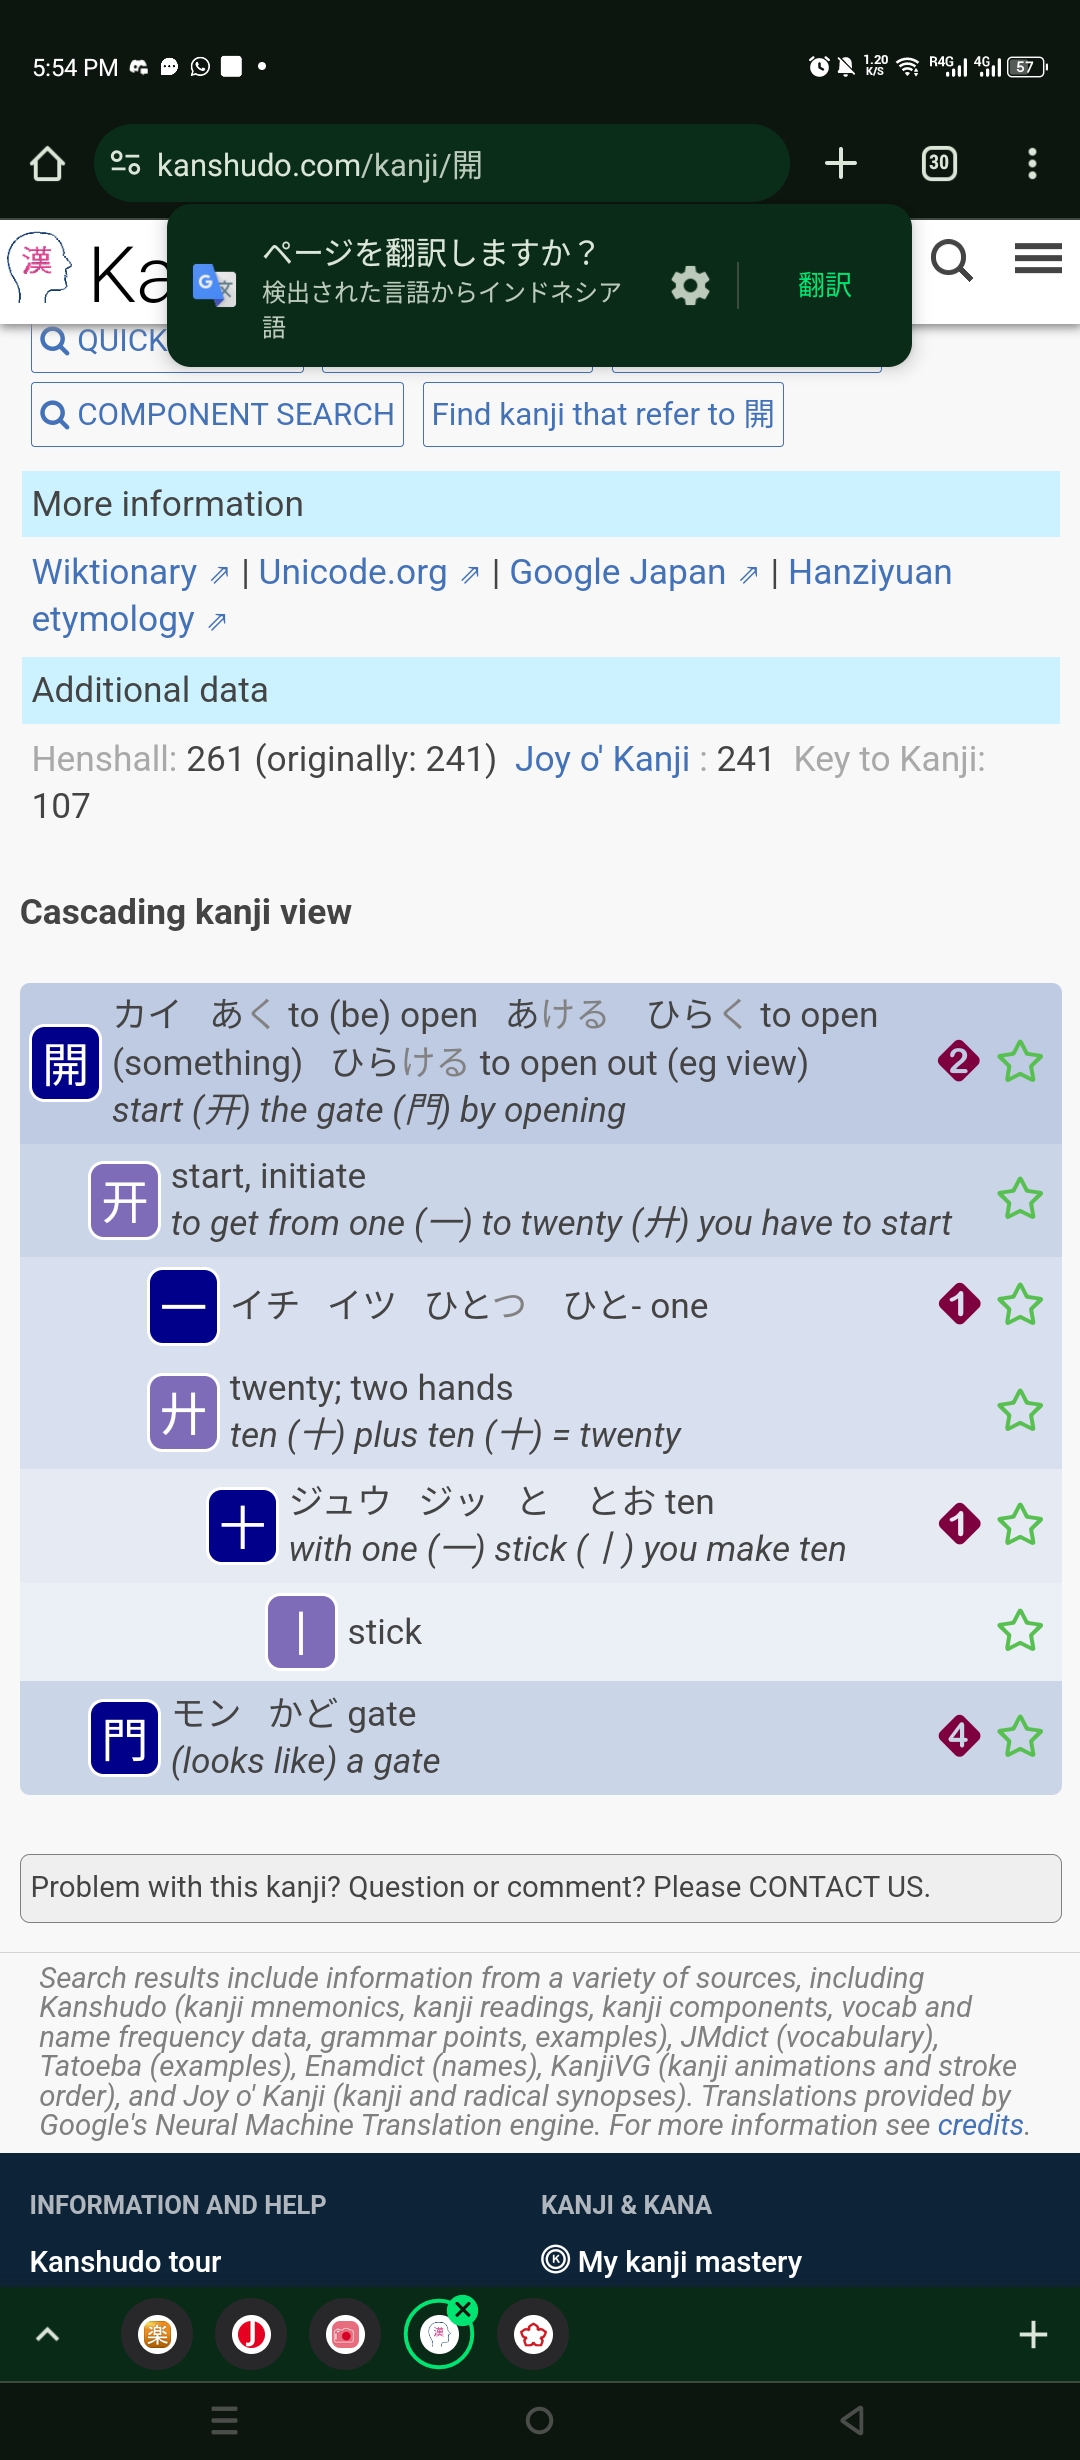 5:54 PM
1.20 K/S R4G 4G 57
kanshudo.com/kanji/開
30
漢 Ka
ページを翻訳しますか？
検出された言語からインドネシア
語
翻訳
QUICK
COMPONENT SEARCH Find kanji that refer to 開
More information
Wiktionary ⇗ | Unicode.org ⇗ | Google Japan ⇗ | Hanziyuan
etymology ⇗
Additional data
Henshall: 261 (originally: 241) Joy o' Kanji : 241 Key to Kanji:
107
Cascading kanji view
開 カイ あく to (be) open あける ひらく to open
(something) ひらける to open out (eg view) 2
start (开) the gate (門) by opening
开 start, initiate
to get from one (一) to twenty (廾) you have to start
一 イチ イツ ひとつ ひと- one 1
廾 twenty; two hands
ten (十) plus ten (十) = twenty
十 ジュウ ジッ と とお ten 1
with one (一) stick (丨) you make ten
丨 stick
門 モン かど gate 4
(looks like) a gate
Problem with this kanji? Question or comment? Please CONTACT US.
Search results include information from a variety of sources, including
Kanshudo (kanji mnemonics, kanji readings, kanji components, vocab and
name frequency data, grammar points, examples), JMdict (vocabulary),
Tatoeba (examples), Enamdict (names), KanjiVG (kanji animations and stroke
order), and Joy o' Kanji (kanji and radical synopses). Translations provided by
Google's Neural Machine Translation engine. For more information see credits.
INFORMATION AND HELP KANJI & KANA
Kanshudo tour My kanji mastery
楽 J 漢